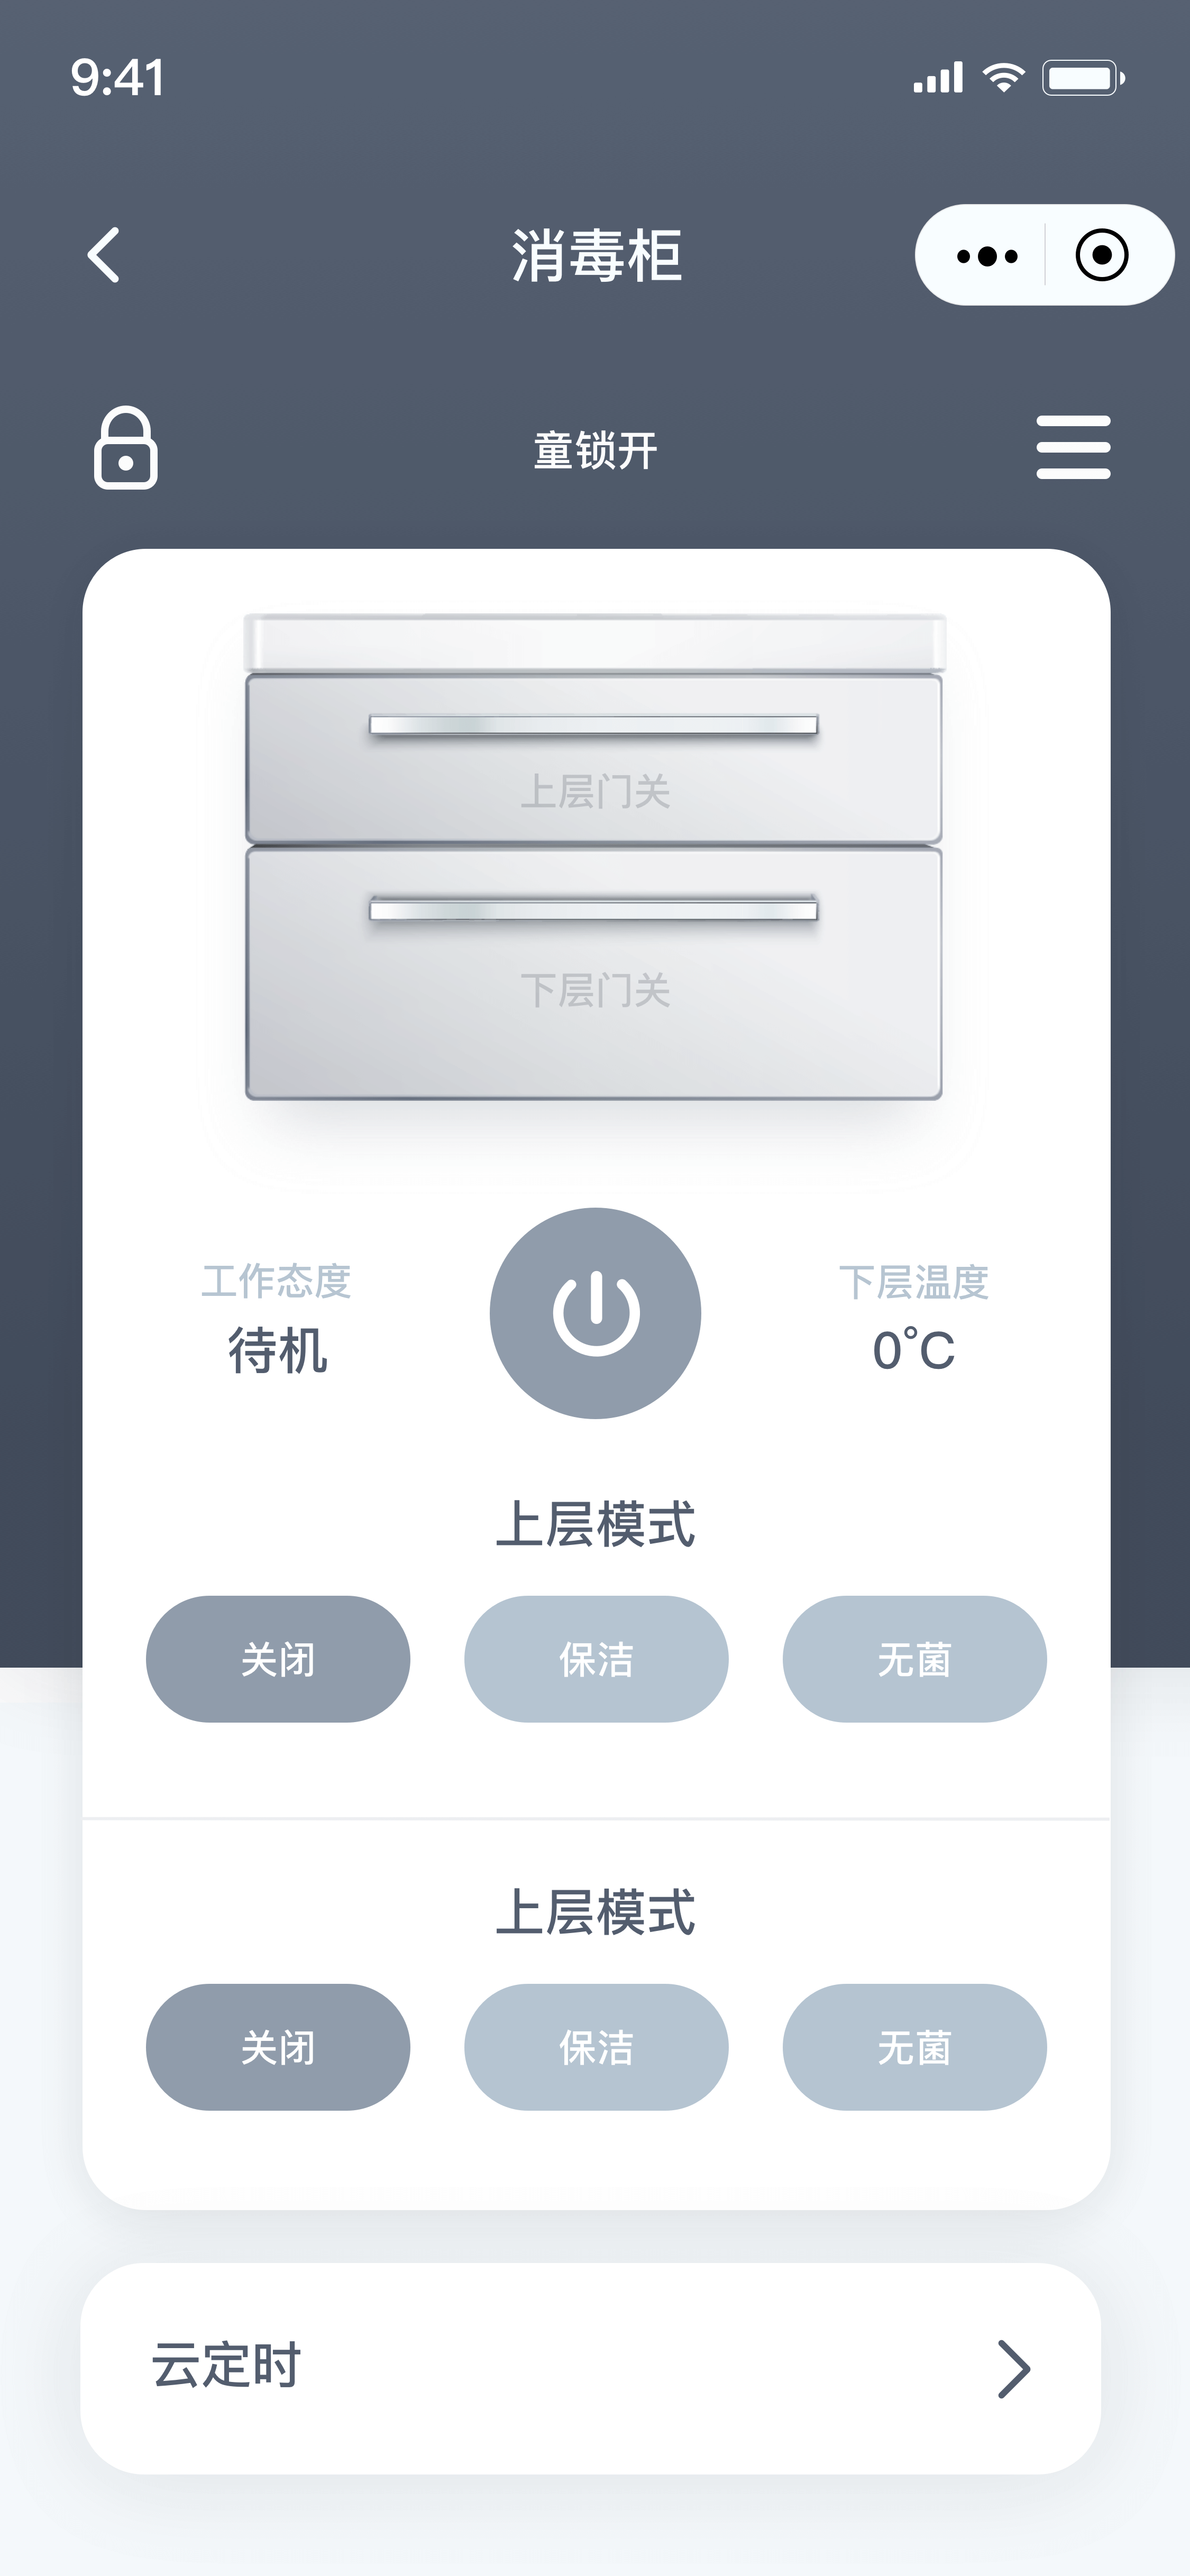 9:41
消毒柜
童锁开
上层门关
下层门关
工作态度
待机
下层温度
0°C
上层模式
关闭
保洁
无菌
上层模式
关闭
保洁
无菌
云定时